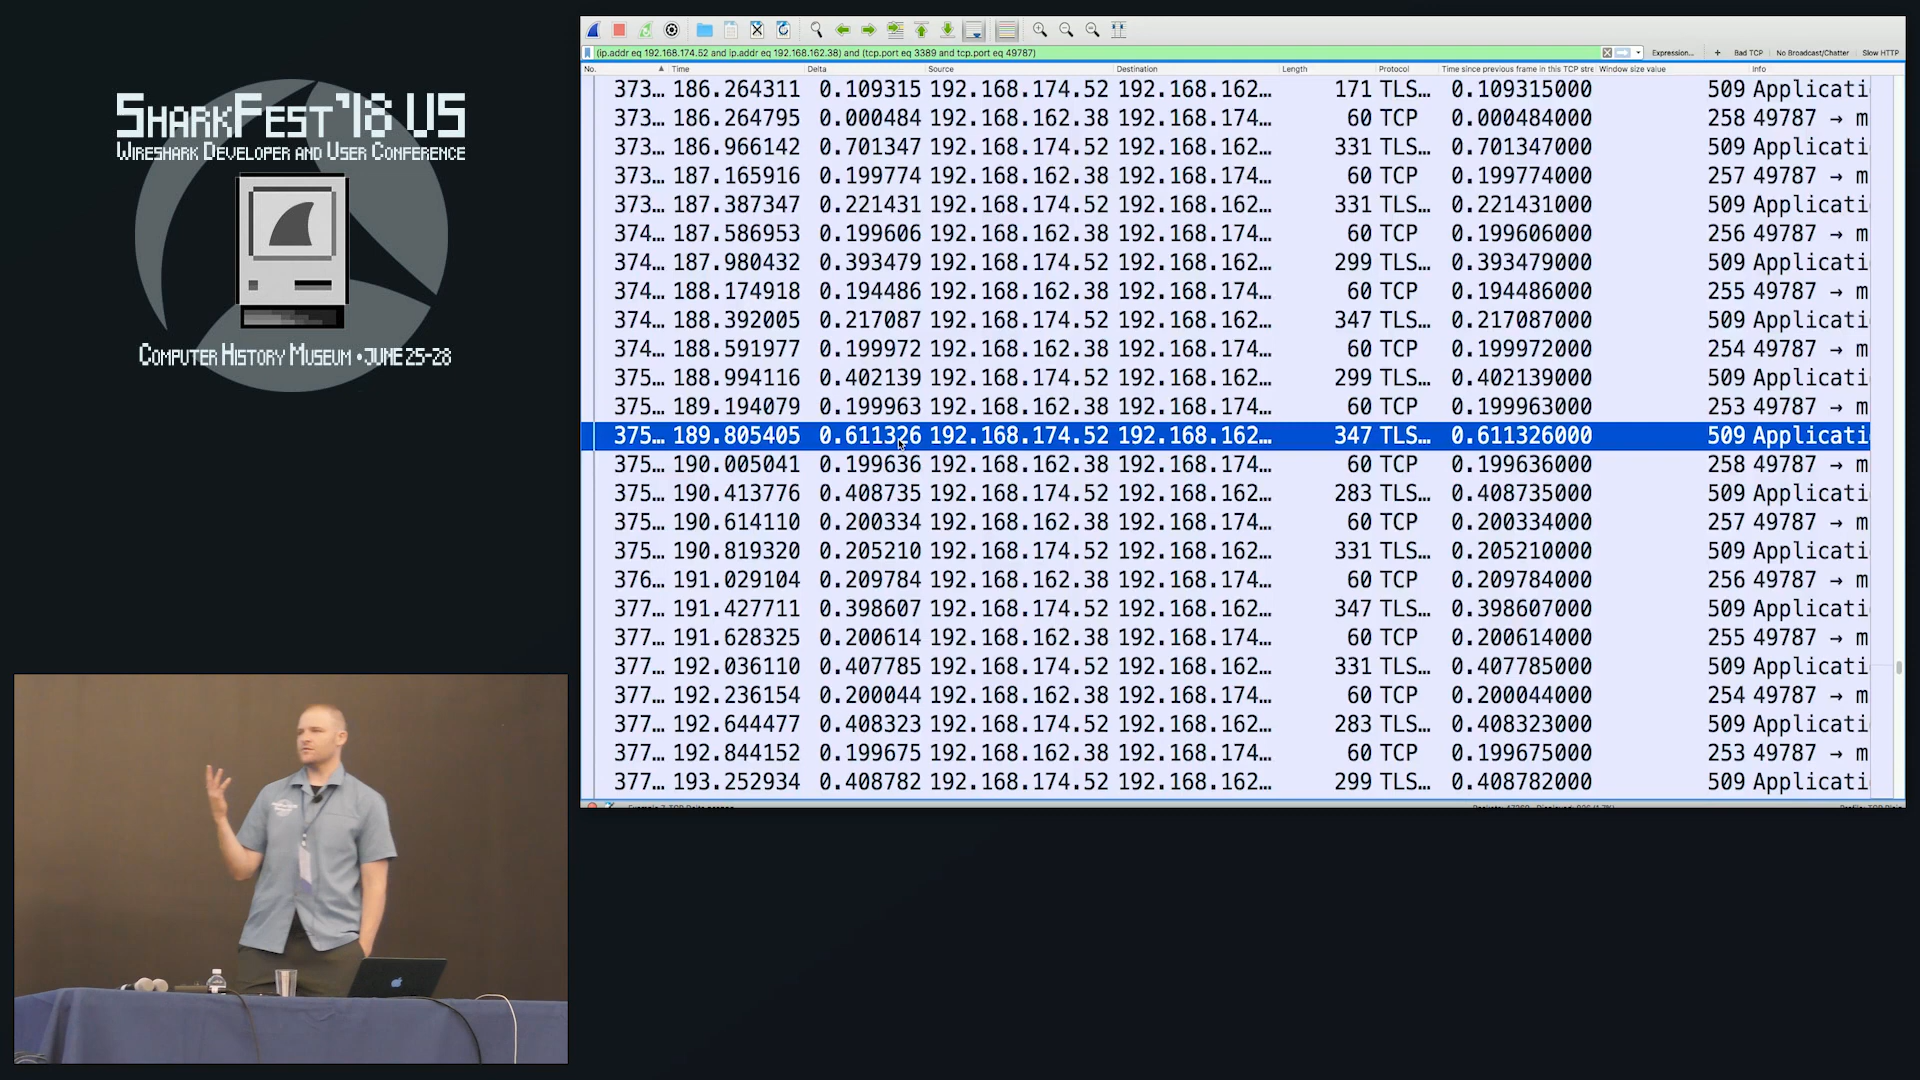 SHARKFEST '18 US
WIRESHARK DEVELOPER AND USER CONFERENCE
COMPUTER HISTORY MUSEUM • JUNE 25-28
(ip.addr eq 192.168.174.52 and ip.addr eq 192.168.162.38) and (tcp.port eq 3389 and tcp.port eq 49787) Expression... + Bad TCP No Broadcast/Chatter Slow HTTP
No. Time Delta Source Destination Length Protocol Time since previous frame in this TCP stre Window size value Info
373… 186.264311 0.109315 192.168.174.52 192.168.162… 171 TLS… 0.109315000 509 Applicati
373… 186.264795 0.000484 192.168.162.38 192.168.174… 60 TCP 0.000484000 258 49787 → m
373… 186.966142 0.701347 192.168.174.52 192.168.162… 331 TLS… 0.701347000 509 Applicati
373… 187.165916 0.199774 192.168.162.38 192.168.174… 60 TCP 0.199774000 257 49787 → m
373… 187.387347 0.221431 192.168.174.52 192.168.162… 331 TLS… 0.221431000 509 Applicati
374… 187.586953 0.199606 192.168.162.38 192.168.174… 60 TCP 0.199606000 256 49787 → m
374… 187.980432 0.393479 192.168.174.52 192.168.162… 299 TLS… 0.393479000 509 Applicati
374… 188.174918 0.194486 192.168.162.38 192.168.174… 60 TCP 0.194486000 255 49787 → m
374… 188.392005 0.217087 192.168.174.52 192.168.162… 347 TLS… 0.217087000 509 Applicati
374… 188.591977 0.199972 192.168.162.38 192.168.174… 60 TCP 0.199972000 254 49787 → m
375… 188.994116 0.402139 192.168.174.52 192.168.162… 299 TLS… 0.402139000 509 Applicati
375… 189.194079 0.199963 192.168.162.38 192.168.174… 60 TCP 0.199963000 253 49787 → m
375… 189.805405 0.611326 192.168.174.52 192.168.162… 347 TLS… 0.611326000 509 Applicati
375… 190.005041 0.199636 192.168.162.38 192.168.174… 60 TCP 0.199636000 258 49787 → m
375… 190.413776 0.408735 192.168.174.52 192.168.162… 283 TLS… 0.408735000 509 Applicati
375… 190.614110 0.200334 192.168.162.38 192.168.174… 60 TCP 0.200334000 257 49787 → m
375… 190.819320 0.205210 192.168.174.52 192.168.162… 331 TLS… 0.205210000 509 Applicati
376… 191.029104 0.209784 192.168.162.38 192.168.174… 60 TCP 0.209784000 256 49787 → m
377… 191.427711 0.398607 192.168.174.52 192.168.162… 347 TLS… 0.398607000 509 Applicati
377… 191.628325 0.200614 192.168.162.38 192.168.174… 60 TCP 0.200614000 255 49787 → m
377… 192.036110 0.407785 192.168.174.52 192.168.162… 331 TLS… 0.407785000 509 Applicati
377… 192.236154 0.200044 192.168.162.38 192.168.174… 60 TCP 0.200044000 254 49787 → m
377… 192.644477 0.408323 192.168.174.52 192.168.162… 283 TLS… 0.408323000 509 Applicati
377… 192.844152 0.199675 192.168.162.38 192.168.174… 60 TCP 0.199675000 253 49787 → m
377… 193.252934 0.408782 192.168.174.52 192.168.162… 299 TLS… 0.408782000 509 Applicati